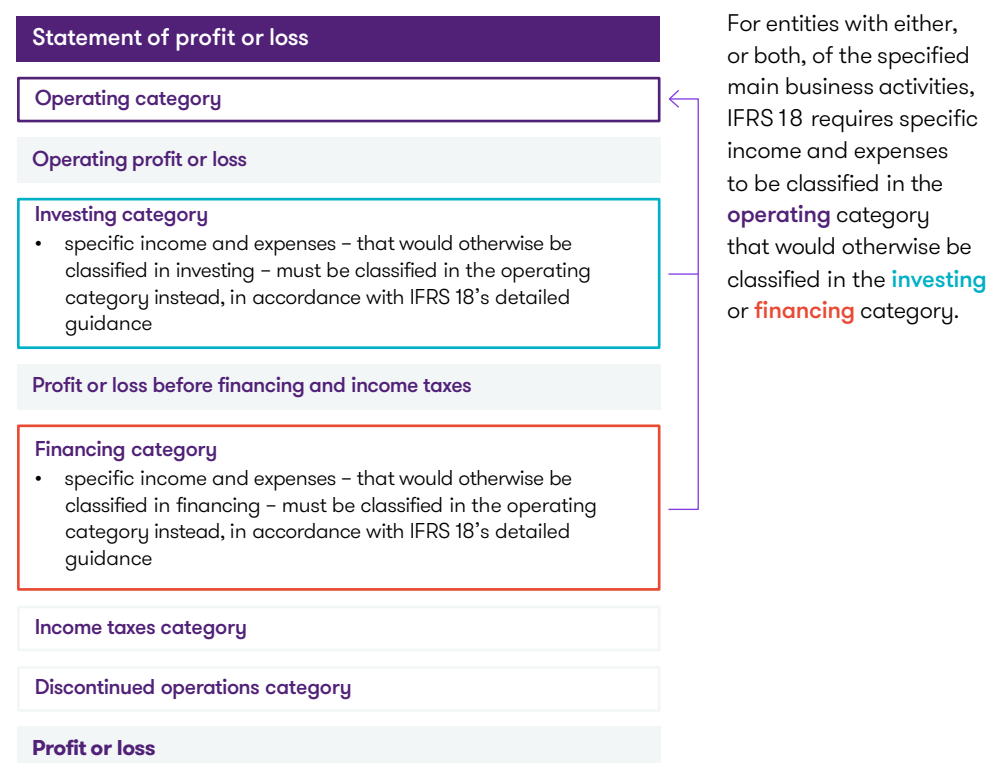 Statement of profit or loss
Operating category
Operating profit or loss
Investing category
• specific income and expenses – that would otherwise be
classified in investing – must be classified in the operating
category instead, in accordance with IFRS 18’s detailed
guidance
Profit or loss before financing and income taxes
Financing category
• specific income and expenses – that would otherwise be
classified in financing – must be classified in the operating
category instead, in accordance with IFRS 18’s detailed
guidance
Income taxes category
Discontinued operations category
Profit or loss
For entities with either,
or both, of the specified
main business activities,
IFRS 18 requires specific
income and expenses
to be classified in the
operating category
that would otherwise be
classified in the investing
or financing category.